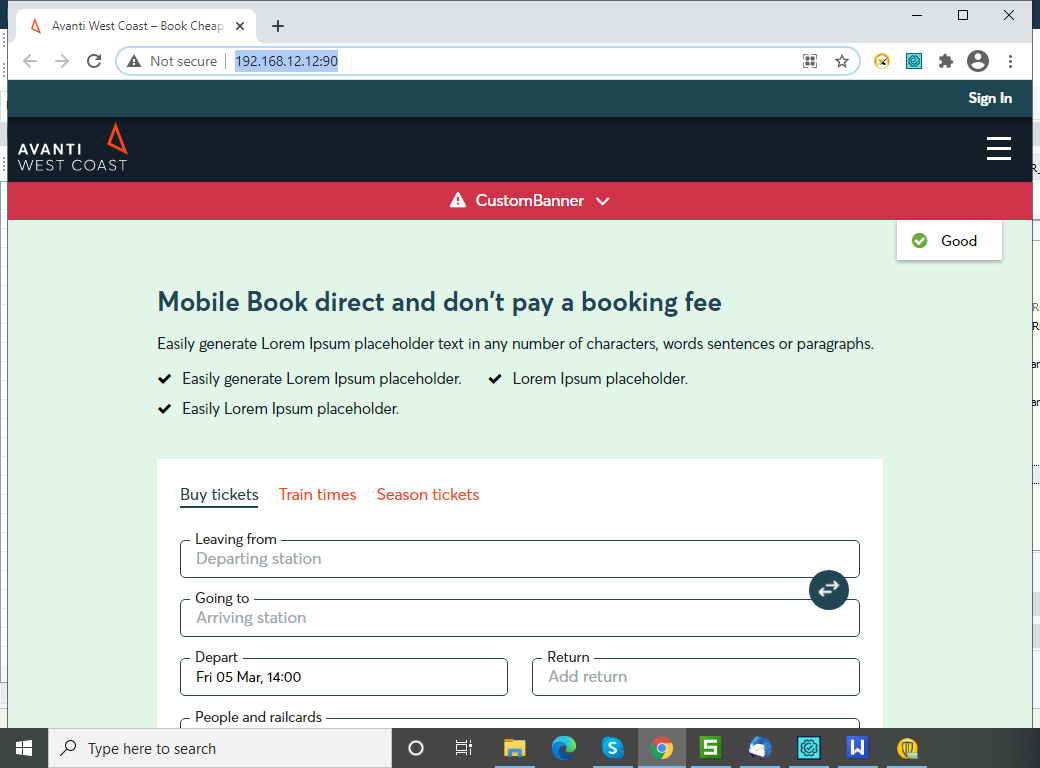 Avanti West Coast – Book Cheap
Not secure
192.168.12.12:90
Sign In
AVANTI
WEST COAST
CustomBanner
Good
Mobile Book direct and don't pay a booking fee
Easily generate Lorem Ipsum placeholder text in any number of characters, words sentences or paragraphs.
Easily generate Lorem Ipsum placeholder. Lorem Ipsum placeholder.
Easily Lorem Ipsum placeholder.
Buy tickets Train times Season tickets
Leaving from
Departing station
Going to
Arriving station
Depart Return
Fri 05 Mar, 14:00 Add return
People and railcards
Type here to search